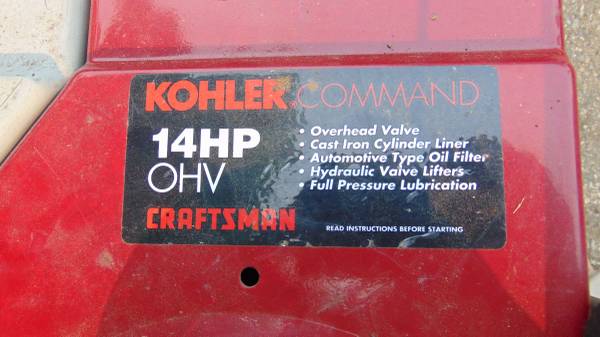 KOHLER COMMAND
14HP
OHV
• Overhead Valve
• Cast Iron Cylinder Liner
• Automotive Type Oil Filter
• Hydraulic Valve Lifters
• Full Pressure Lubrication
CRAFTSMAN
READ INSTRUCTIONS BEFORE STARTING